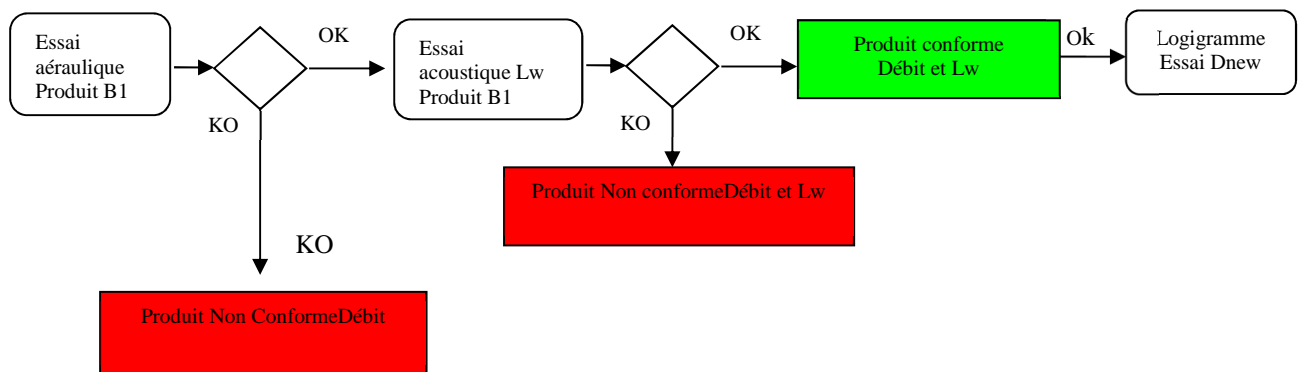 Essai
aéraulique
Produit B1
OK
KO
Essai
acoustique Lw
Produit B1
OK
KO
Produit conforme
Débit et Lw
Ok
Logigramme
Essai Dnew
Produit Non conformeDébit et Lw
KO
Produit Non ConformeDébit